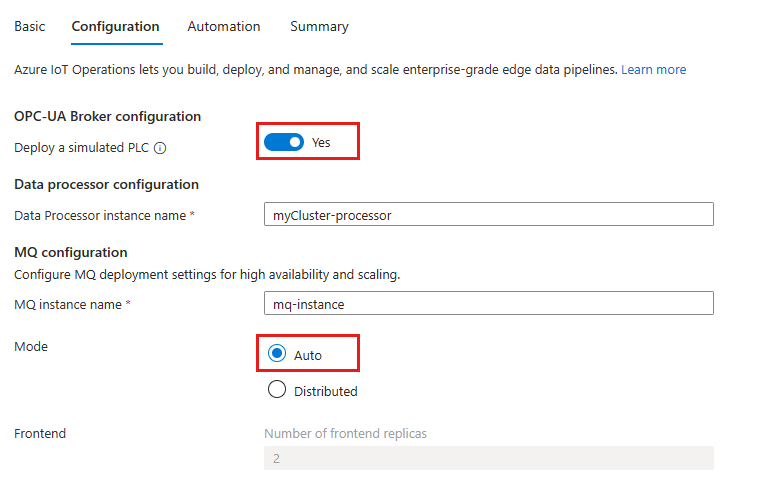 Basic Configuration Automation Summary
Azure IoT Operations lets you build, deploy, and manage, and scale enterprise-grade edge data pipelines. Learn more
OPC-UA Broker configuration
Deploy a simulated PLC Yes
Data processor configuration
Data Processor instance name * myCluster-processor
MQ configuration
Configure MQ deployment settings for high availability and scaling.
MQ instance name * mq-instance
Mode Auto
Distributed
Frontend Number of frontend replicas
2